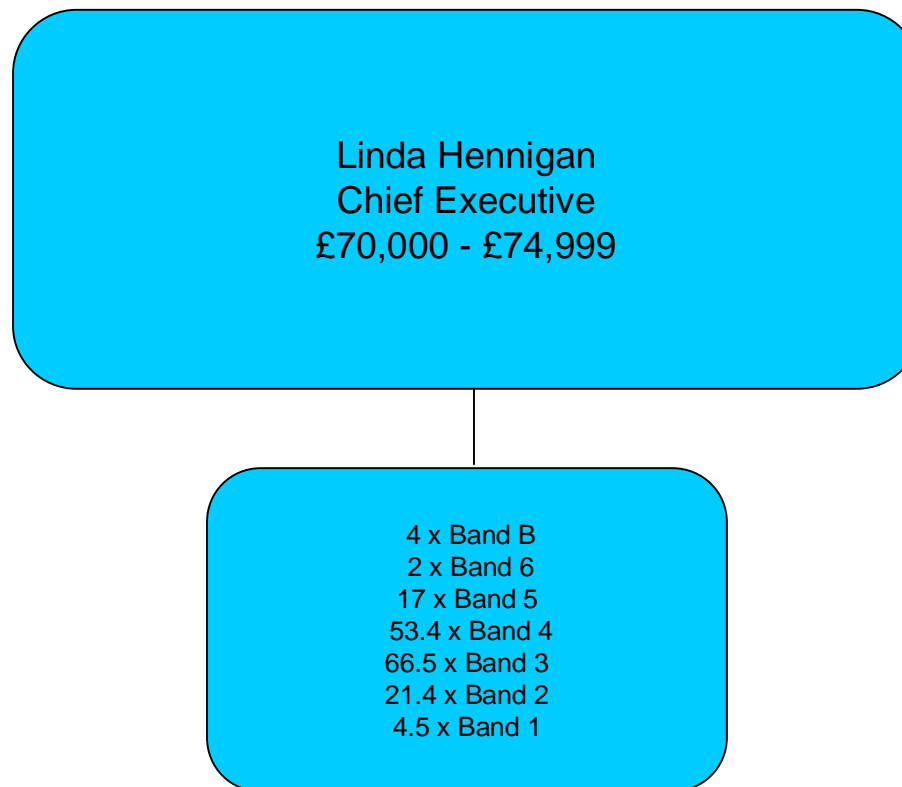 Linda Hennigan
Chief Executive
£70,000 - £74,999
4 x Band B
2 x Band 6
17 x Band 5
53.4 x Band 4
66.5 x Band 3
21.4 x Band 2
4.5 x Band 1